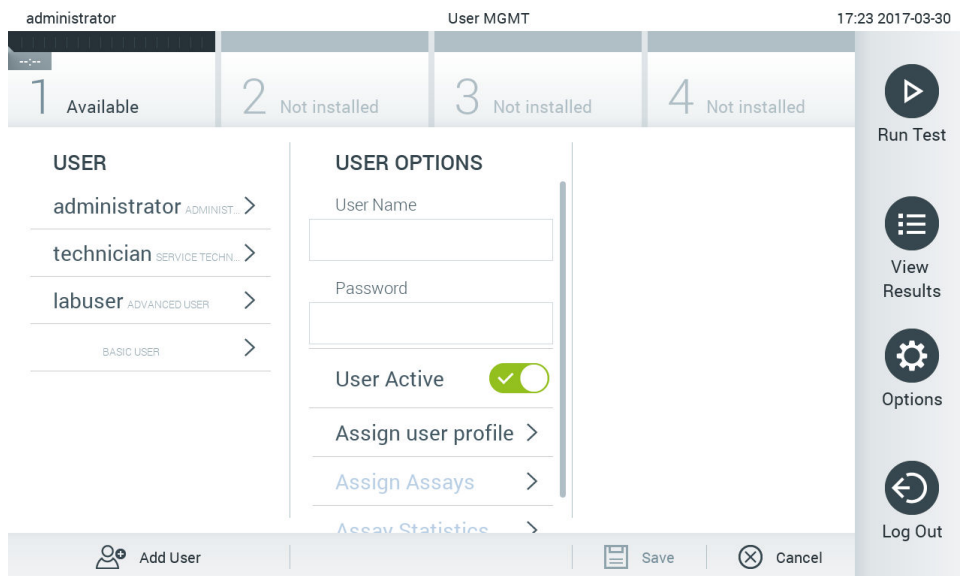 administrator
User MGMT
17:23 2017-03-30
--:--
1 Available
2 Not installed
3 Not installed
4 Not installed
Run Test
View
Results
Options
Log Out
USER
administrator ADMINIST...
technician SERVICE TECHN...
labuser ADVANCED USER
BASIC USER
USER OPTIONS
User Name
Password
User Active
Assign user profile
Assign Assays
Assay Statistics
Add User
Save
Cancel